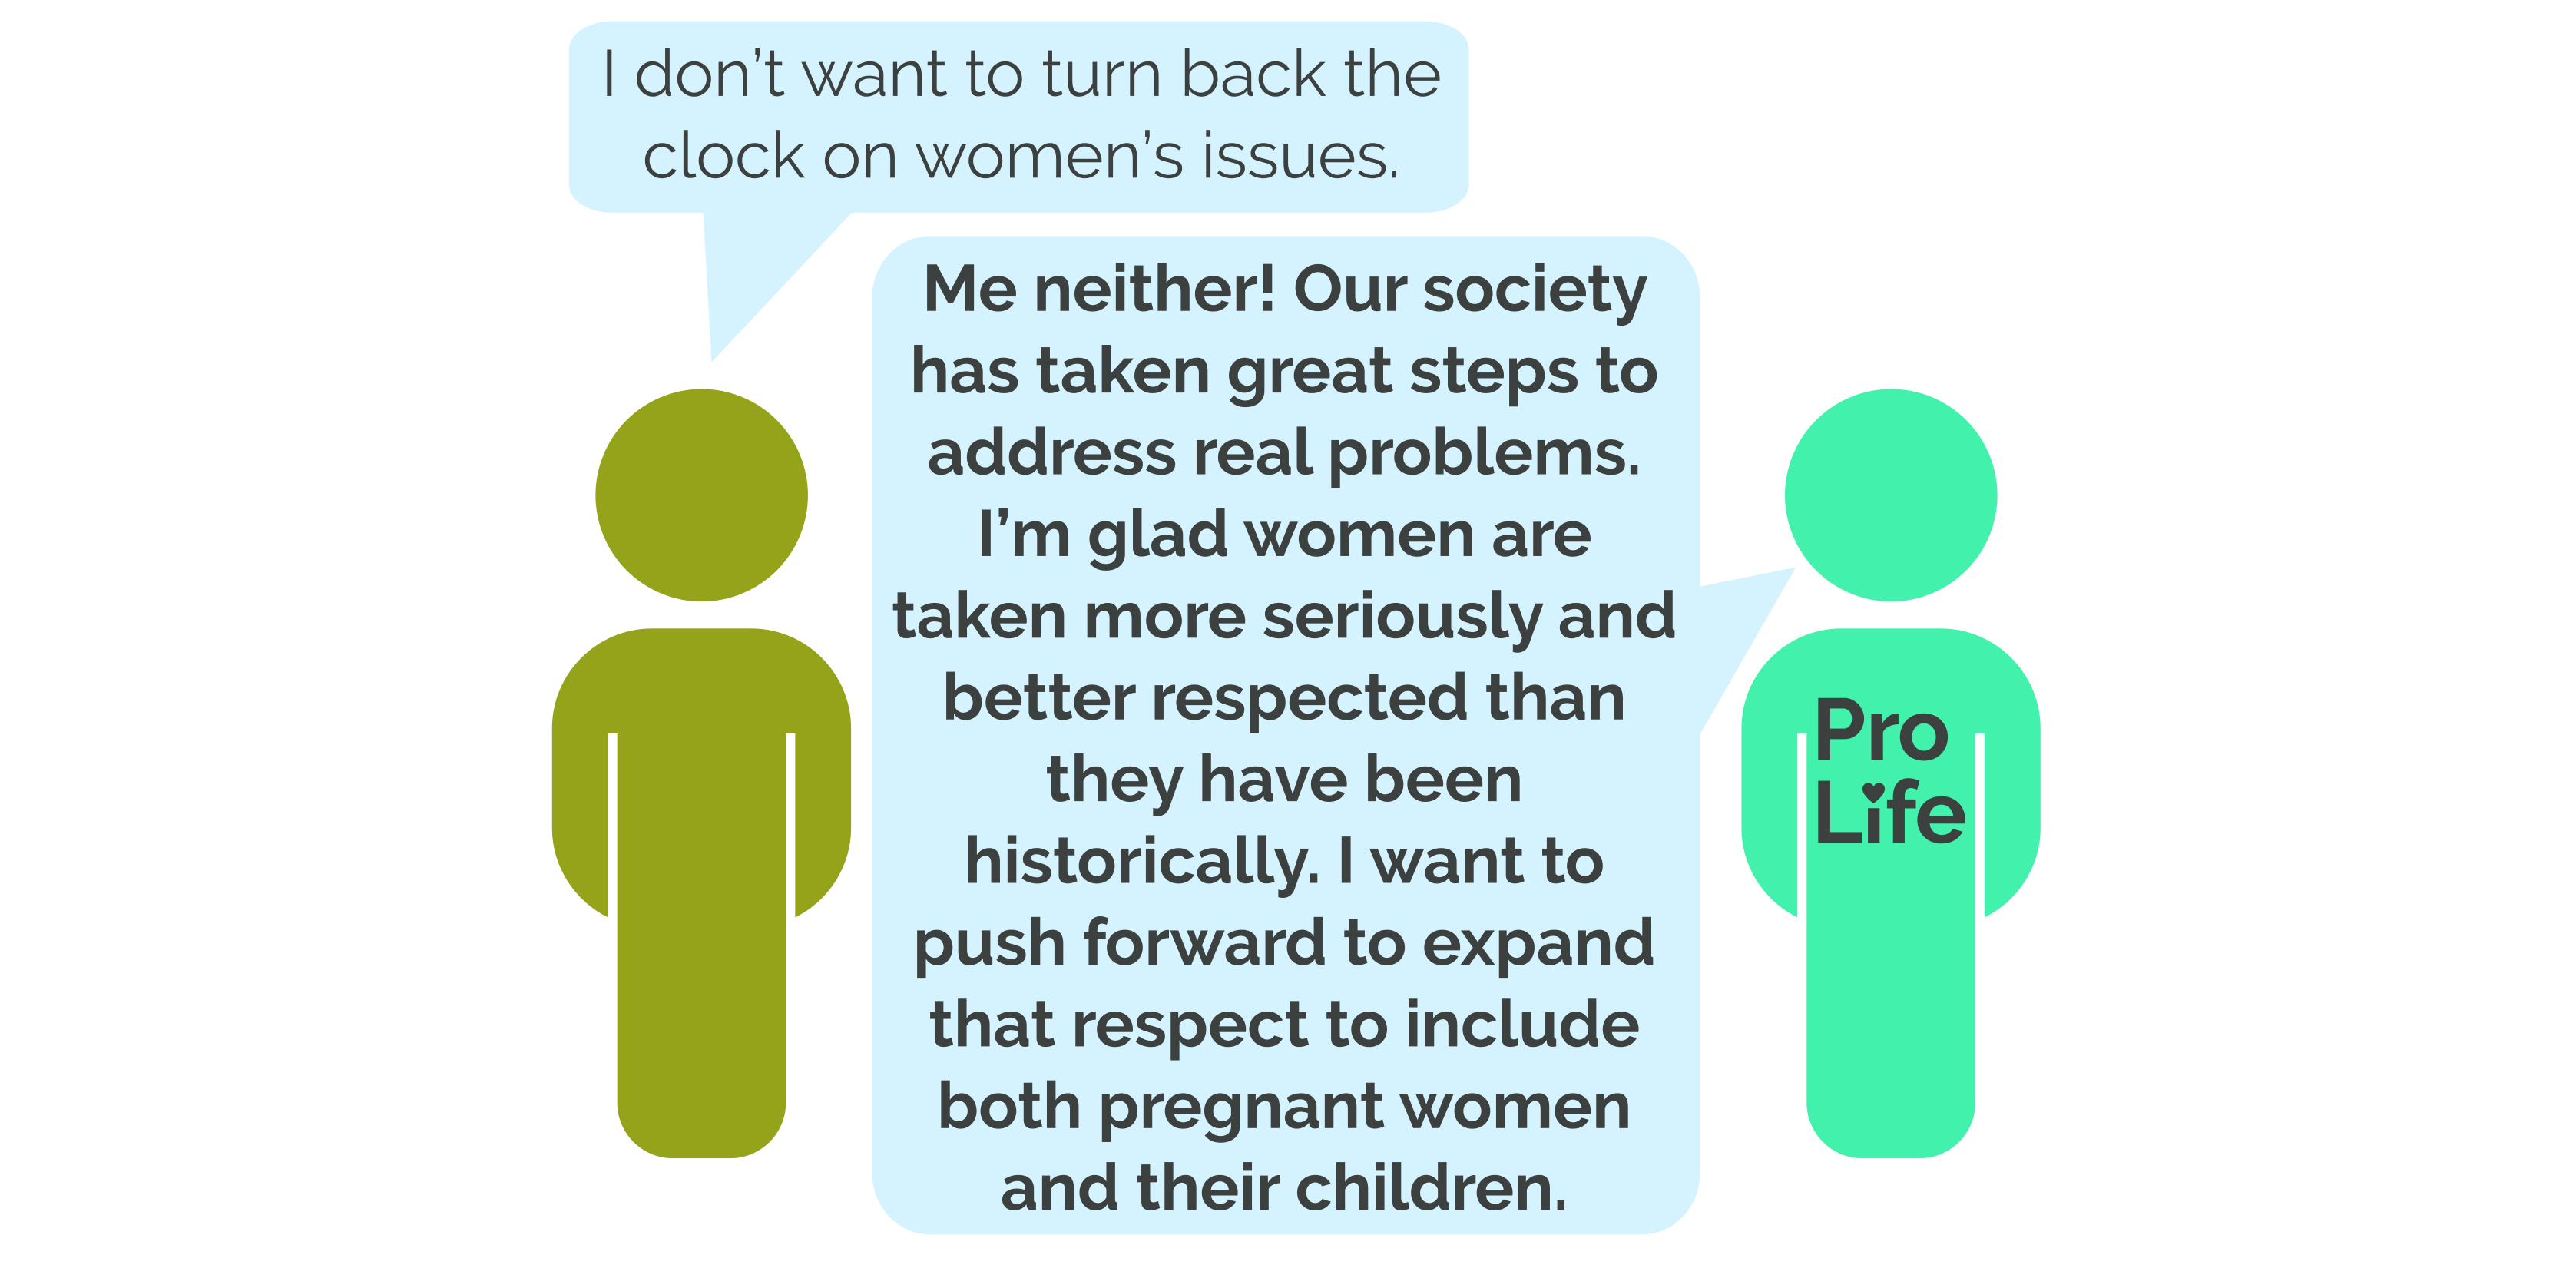 I don’t want to turn back the
clock on women’s issues.
Me neither! Our society
has taken great steps to
address real problems.
I’m glad women are
taken more seriously and
better respected than
they have been
historically. I want to
push forward to expand
that respect to include
both pregnant women
and their children.
Pro
Life